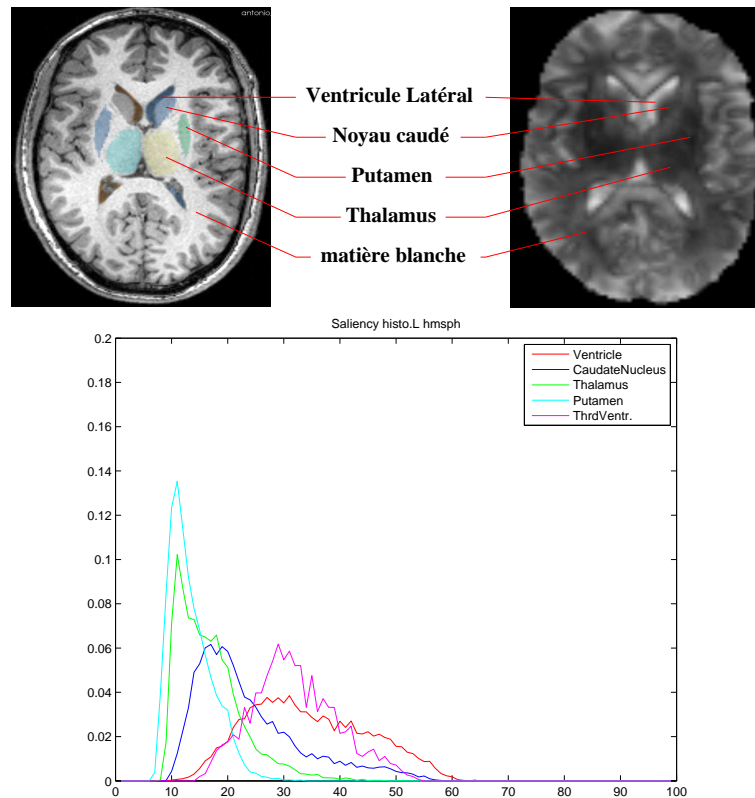 antonio
Ventricule Latéral
Noyau caudé
Putamen
Thalamus
matière blanche
Saliency histo.L hmsph
Ventricle
CaudateNucleus
Thalamus
Putamen
ThrdVentr.
0.2
0.18
0.16
0.14
0.12
0.1
0.08
0.06
0.04
0.02
0
0 10 20 30 40 50 60 70 80 90 100